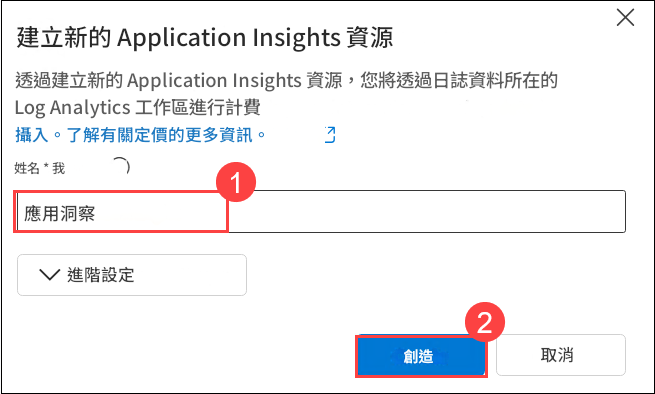 建立新的 Application Insights 資源
透過建立新的 Application Insights 資源，您將透過日誌資料所在的
Log Analytics 工作區進行計費
攝入。了解有關定價的更多資訊。
姓名 * 我
1
應用洞察
進階設定
2
創造
取消